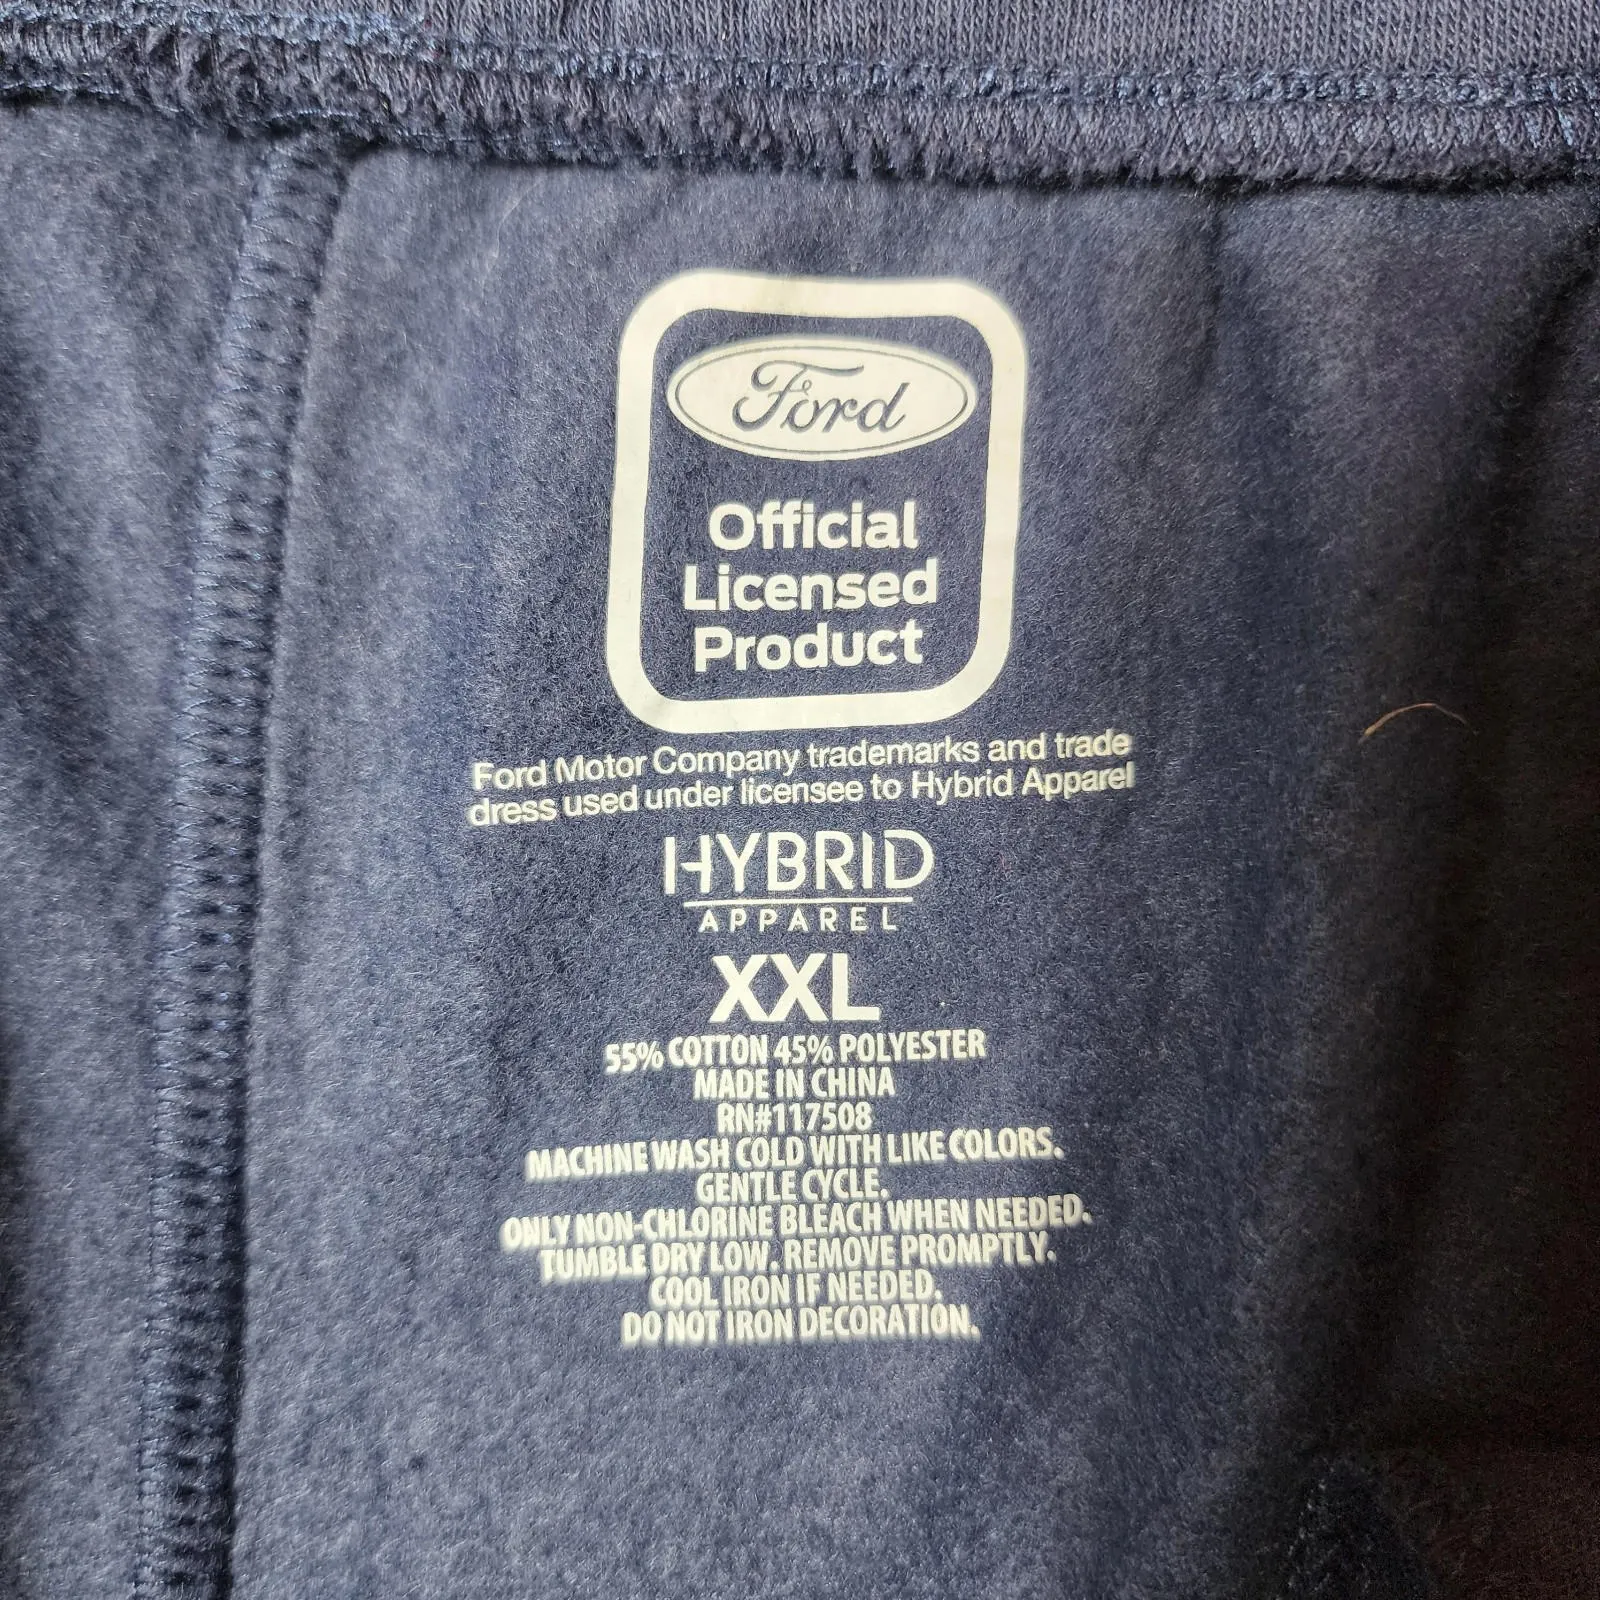 Ford
Official
Licensed
Product
Ford Motor Company trademarks and trade
dress used under licensee to Hybrid Apparel
HYBRID
APPAREL
XXL
55% COTTON 45% POLYESTER
MADE IN CHINA
RN#117508
MACHINE WASH COLD WITH LIKE COLORS.
GENTLE CYCLE.
ONLY NON-CHLORINE BLEACH WHEN NEEDED.
TUMBLE DRY LOW. REMOVE PROMPTLY.
COOL IRON IF NEEDED.
DO NOT IRON DECORATION.